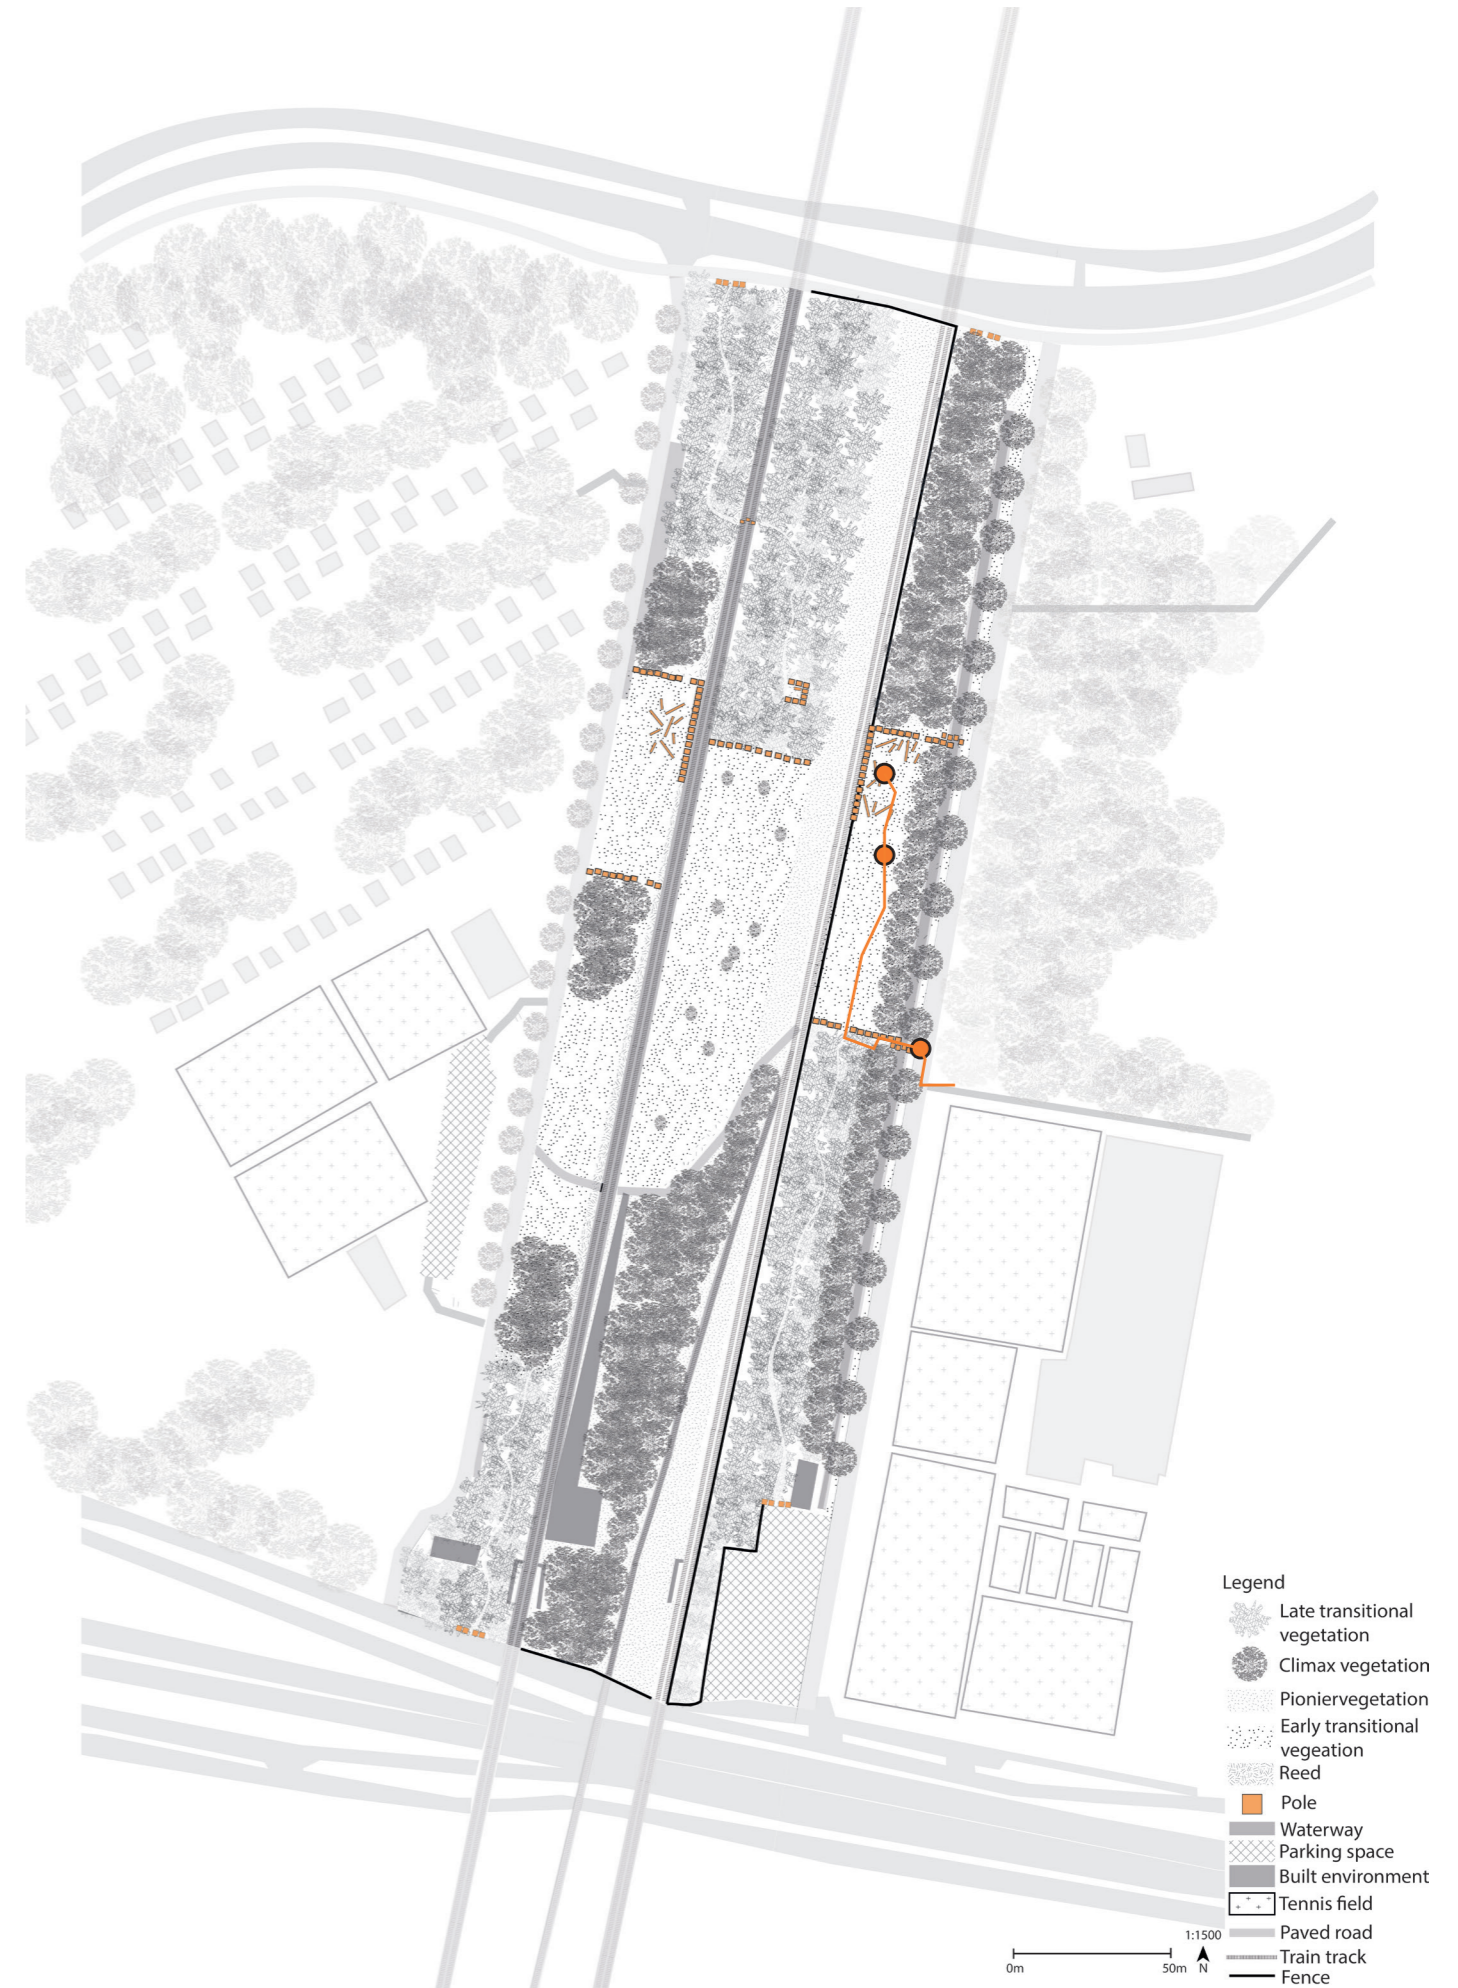 Legend
Late transitional
vegetation
Climax vegetation
Pioniervegetation
Early transitional
vegeation
Reed
Pole
Waterway
Parking space
Built environment
Tennis field
Paved road
Train track
Fence
1:1500
0m 50m N